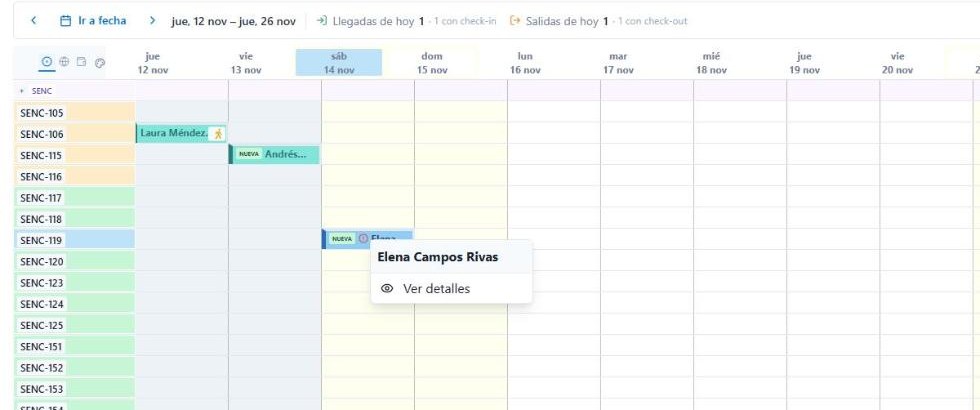 Ir a fecha jue, 12 nov – jue, 26 nov Llegadas de hoy 1 · 1 con check-in Salidas de hoy 1 · 1 con check-out
jue vie sáb dom lun mar mié jue vie
12 nov 13 nov 14 nov 15 nov 16 nov 17 nov 18 nov 19 nov 20 nov 2
+ SENC
SENC-105
SENC-106 Laura Méndez.
SENC-115 NUEVA Andrés...
SENC-116
SENC-117
SENC-118
SENC-119 NUEVA Elena
SENC-120 Elena Campos Rivas
SENC-123 Ver detalles
SENC-124
SENC-125
SENC-151
SENC-152
SENC-153
SENC-154